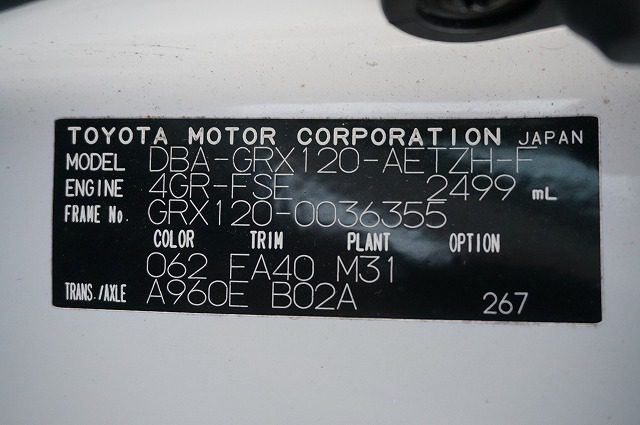 TOYOTA MOTOR CORPORATION JAPAN
MODEL DBA-GRX120-AETZH-F
ENGINE 4GR-FSE 2499 mL
FRAME No. GRX120-0036355
COLOR TRIM PLANT OPTION
062 FA40 M31
TRANS./AXLE A960E B02A 267